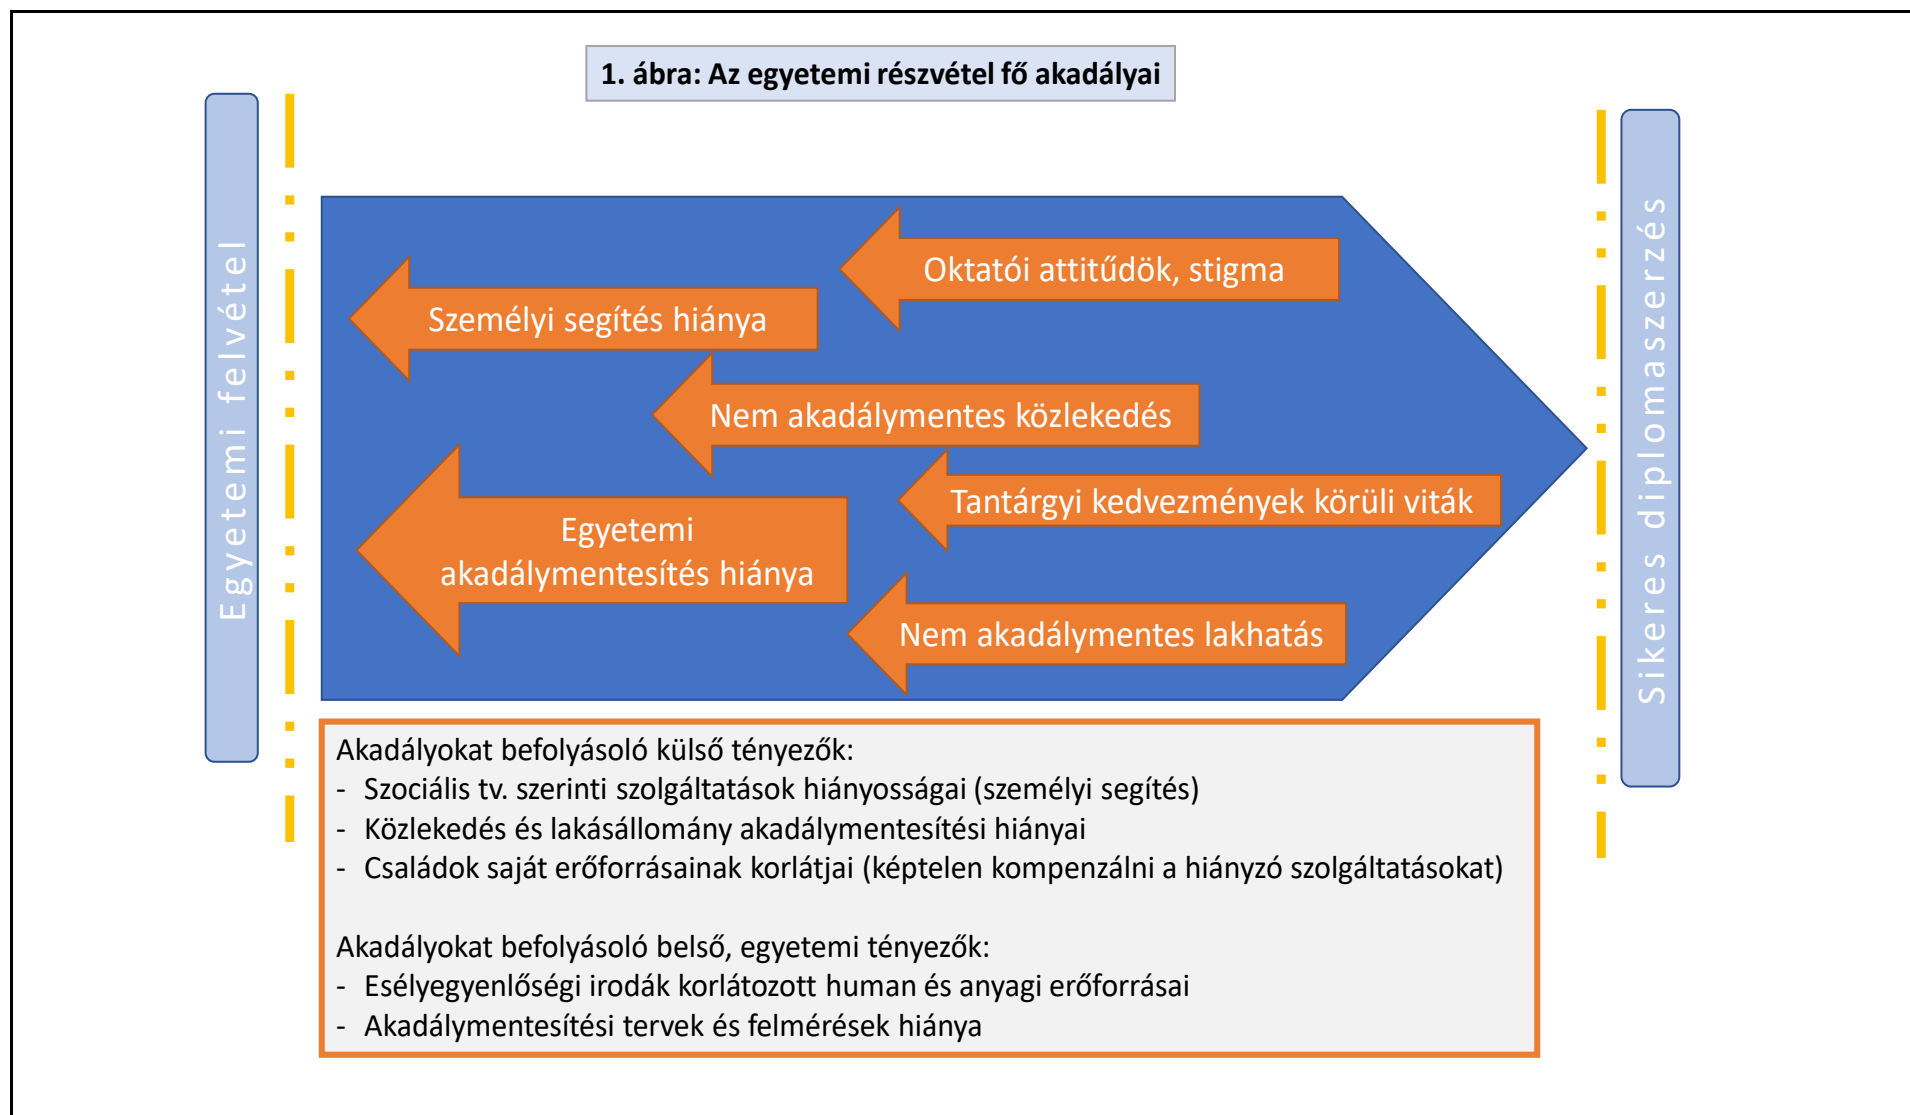 1. ábra: Az egyetemi részvétel fő akadályai
Egyetemi felvétel
Oktatói attitűdök, stigma
Személyi segítés hiánya
Nem akadálymentes közlekedés
Tantárgyi kedvezmények körüli viták
Egyetemi
akadálymentesítés hiánya
Nem akadálymentes lakhatás
Sikeres diplomaszerzés
Akadályokat befolyásoló külső tényezők:
- Szociális tv. szerinti szolgáltatások hiányosságai (személyi segítés)
- Közlekedés és lakásállomány akadálymentesítési hiányai
- Családok saját erőforrásainak korlátjai (képtelen kompenzálni a hiányzó szolgáltatásokat)
Akadályokat befolyásoló belső, egyetemi tényezők:
- Esélyegyenlőségi irodák korlátozott human és anyagi erőforrásai
- Akadálymentesítési tervek és felmérések hiánya